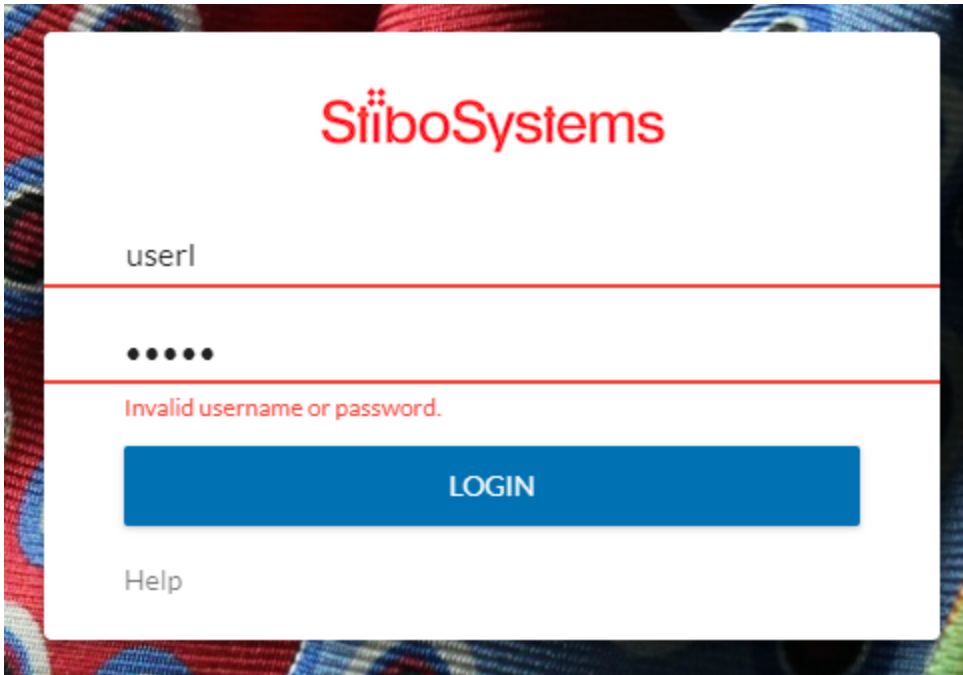 StiboSystems
userl
•••••
Invalid username or password.
LOGIN
Help